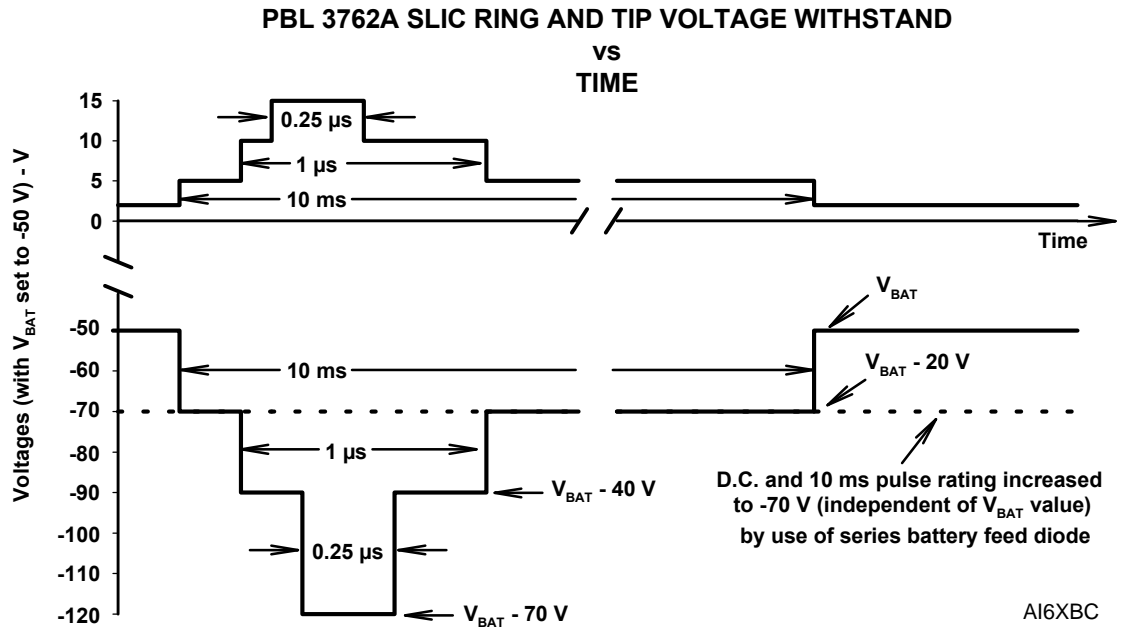 PBL 3762A SLIC RING AND TIP VOLTAGE WITHSTAND
vs
TIME
Voltages (with VBAT set to -50 V) - V
15
10
5
0
0.25 µs
1 µs
10 ms
Time
-50
-60
-70
-80
-90
-100
-110
-120
10 ms
1 µs
0.25 µs
VBAT
VBAT - 20 V
VBAT - 40 V
VBAT - 70 V
D.C. and 10 ms pulse rating increased
to -70 V (independent of VBAT value)
by use of series battery feed diode
AI6XBC